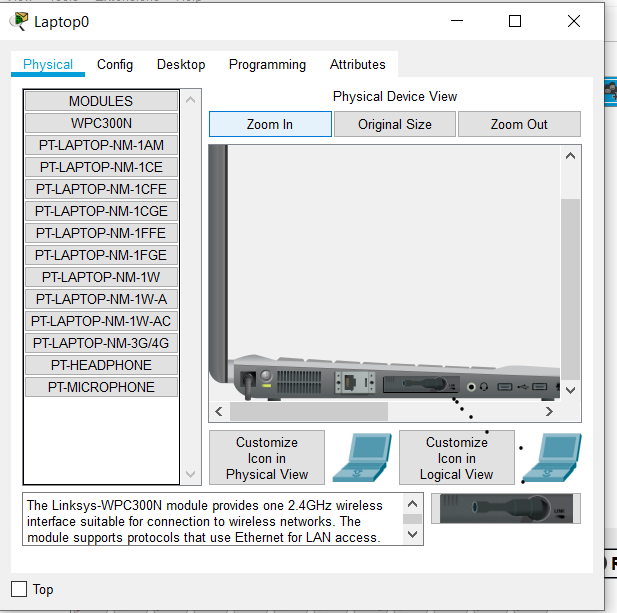 Laptop0
Physical
Config
Desktop
Programming
Attributes
MODULES
WPC300N
PT-LAPTOP-NM-1AM
PT-LAPTOP-NM-1CE
PT-LAPTOP-NM-1CFE
PT-LAPTOP-NM-1CGE
PT-LAPTOP-NM-1FFE
PT-LAPTOP-NM-1FGE
PT-LAPTOP-NM-1W
PT-LAPTOP-NM-1W-A
PT-LAPTOP-NM-1W-AC
PT-LAPTOP-NM-3G/4G
PT-HEADPHONE
PT-MICROPHONE
Physical Device View
Zoom In
Original Size
Zoom Out
Customize
Icon in
Physical View
Customize
Icon in
Logical View
The Linksys-WPC300N module provides one 2.4GHz wireless
interface suitable for connection to wireless networks. The
module supports protocols that use Ethernet for LAN access.
LINK
Top